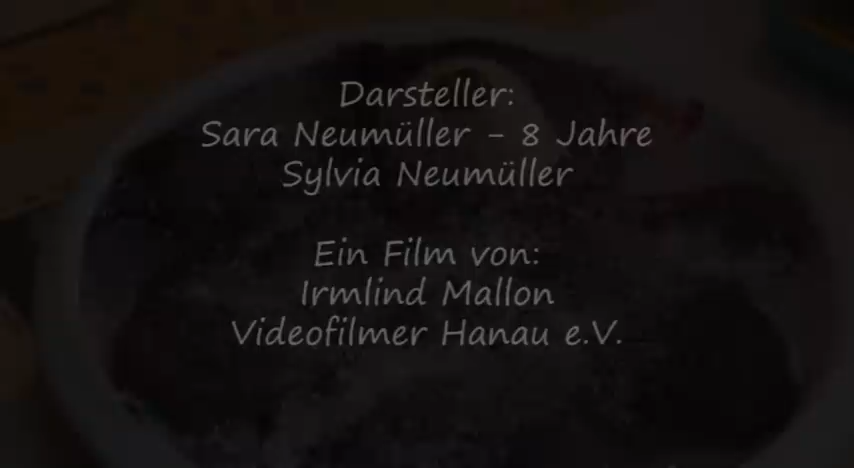 Darsteller:
Sara Neumüller - 8 Jahre
Sylvia Neumüller
Ein Film von:
Irmlind Mallon
Videofilmer Hanau e.V.